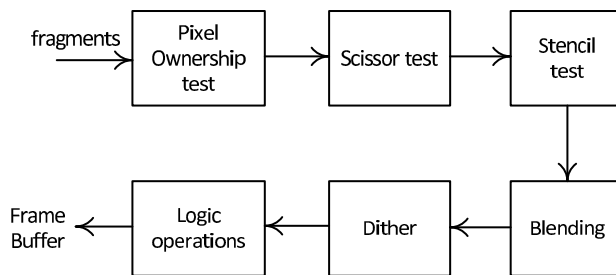 fragments
Pixel
Ownership
test
Scissor test
Stencil
test
Blending
Dither
Logic
operations
Frame
Buffer